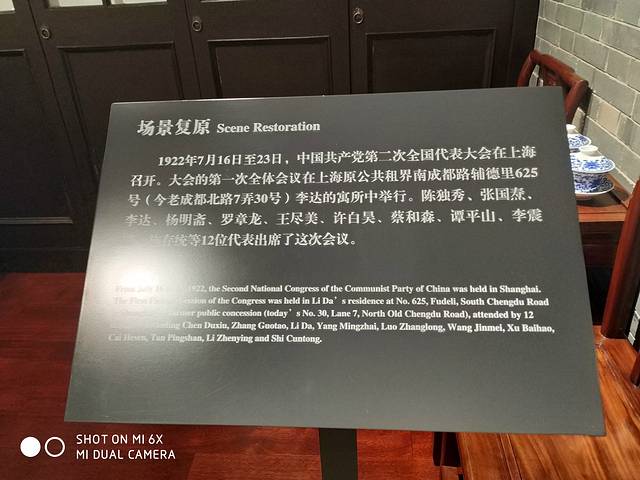 场景复原 Scene Restoration
1922年7月16日至23日，中国共产党第二次全国代表大会在上海
召开。大会的第一次全体会议在上海原公共租界南成都路辅德里625
号（今老成都北路7弄30号）李达的寓所中举行。陈独秀、张国焘、
李达、杨明斋、罗章龙、王尽美、许白昊、蔡和森、谭平山、李震
存统等12位代表出席了这次会议。
From July 1922, the Second National Congress of the Communist Party of China was held in Shanghai.
The First Session of the Congress was held in Li Da's residence at No. 625, Fudeli, South Chengdu Road
public concession (today's No. 30, Lane 7, North Old Chengdu Road), attended by 12
Chen Duxiu, Zhang Guotao, Li Da, Yang Mingzhai, Luo Zhanglong, Wang Jinmei, Xu Baihao,
Cai Hesen, Tan Pingshan, Li Zhenying and Shi Cuntong.
SHOT ON MI 6X
MI DUAL CAMERA